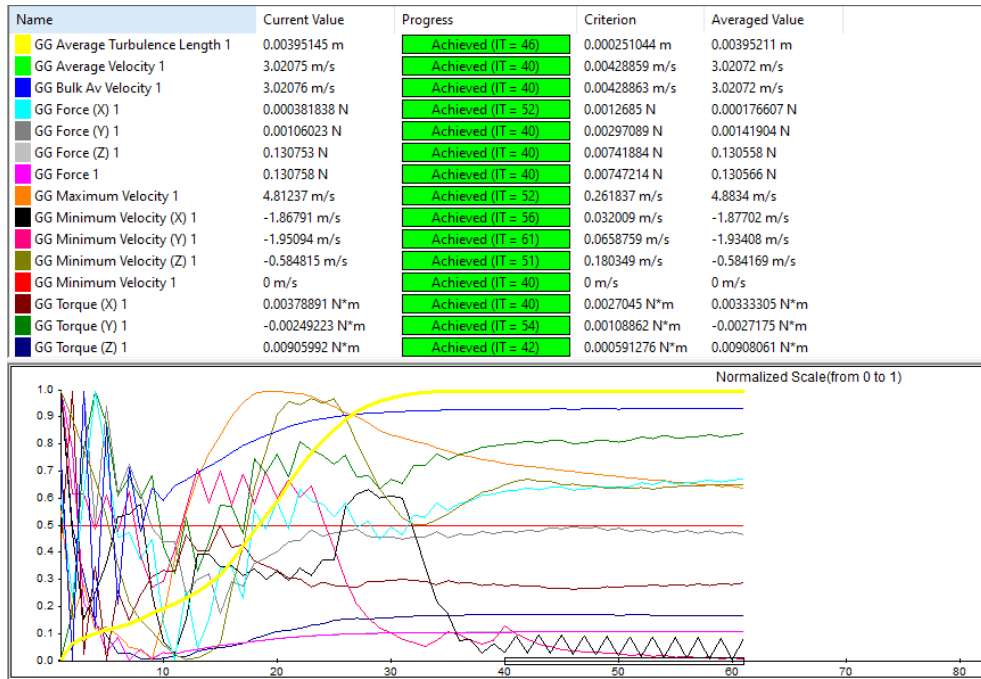 Name Current Value Progress Criterion Averaged Value
GG Average Turbulence Length 1 0.00395145 m Achieved (IT = 46) 0.000251044 m 0.00395211 m
GG Average Velocity 1 3.02075 m/s Achieved (IT = 40) 0.00428859 m/s 3.02072 m/s
GG Bulk Av Velocity 1 3.02076 m/s Achieved (IT = 40) 0.00428863 m/s 3.02072 m/s
GG Force (X) 1 0.000381838 N Achieved (IT = 52) 0.0012685 N 0.000176607 N
GG Force (Y) 1 0.00106023 N Achieved (IT = 40) 0.00297089 N 0.00141904 N
GG Force (Z) 1 0.130753 N Achieved (IT = 40) 0.00741884 N 0.130558 N
GG Force 1 0.130758 N Achieved (IT = 40) 0.00747214 N 0.130566 N
GG Maximum Velocity 1 4.81237 m/s Achieved (IT = 52) 0.261837 m/s 4.8834 m/s
GG Minimum Velocity (X) 1 -1.86791 m/s Achieved (IT = 56) 0.032009 m/s -1.87702 m/s
GG Minimum Velocity (Y) 1 -1.95094 m/s Achieved (IT = 61) 0.0658759 m/s -1.93408 m/s
GG Minimum Velocity (Z) 1 -0.584815 m/s Achieved (IT = 51) 0.180349 m/s -0.584169 m/s
GG Minimum Velocity 1 0 m/s Achieved (IT = 40) 0 m/s 0 m/s
GG Torque (X) 1 0.00378891 N*m Achieved (IT = 40) 0.0027045 N*m 0.00333305 N*m
GG Torque (Y) 1 -0.00249223 N*m Achieved (IT = 54) 0.00108862 N*m -0.0027175 N*m
GG Torque (Z) 1 0.00905992 N*m Achieved (IT = 42) 0.000591276 N*m 0.00908061 N*m
Normalized Scale(from 0 to 1)
1.0
0.9
0.8
0.7
0.6
0.5
0.4
0.3
0.2
0.1
0.0
10 20 30 40 50 60 70 80